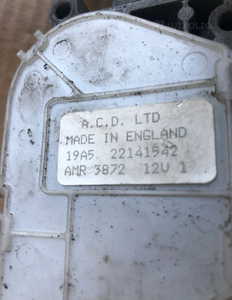 A.C.D. LTD
MADE IN ENGLAND
19A5. 22141542
AMR 3872 12V 1